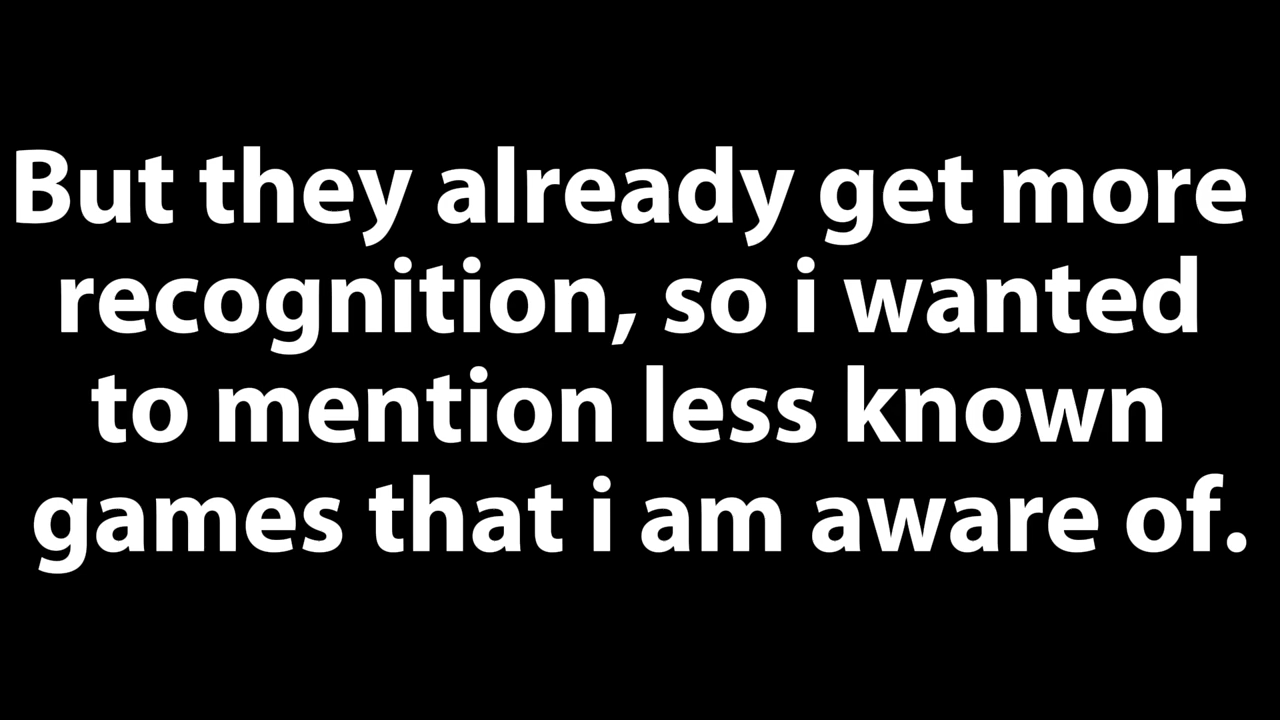 But they already get more
recognition, so i wanted
to mention less known
games that i am aware of.